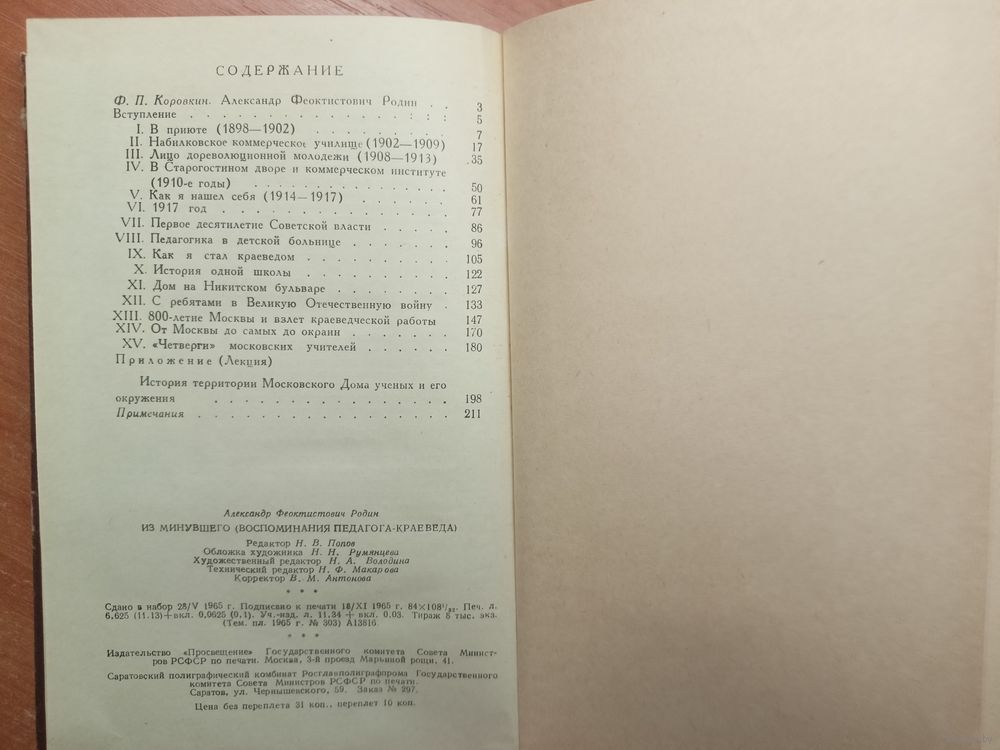 СОДЕРЖАНИЕ
Ф. П. Коровкин. Александр Феоктистович Родин . . 3
Вступление . . . . . . . . . . . . . . . . 5
I. В приюте (1898—1902) . . . . . . . . 7
II. Набилковское коммерческое училище (1902—1909) 17
III. Лицо дореволюционной молодежи (1908—1913) . 35
IV. В Старогостином дворе и коммерческом институте
(1910-е годы) . . . . . . . . . . . . 50
V. Как я нашел себя (1914—1917) . . . . . . 61
VI. 1917 год . . . . . . . . . . . . . . 77
VII. Первое десятилетие Советской власти . . . . . 86
VIII. Педагогика в детской больнице . . . . . . . 96
IX. Как я стал краеведом . . . . . . . . . . 105
X. История одной школы . . . . . . . . . . 122
XI. Дом на Никитском бульваре . . . . . . . . 127
XII. С ребятами в Великую Отечественную войну . 133
XIII. 800-летие Москвы и взлет краеведческой работы 147
XIV. От Москвы до самых до окраин . . . . . . . 170
XV. «Четверги» московских учителей . . . . . . 180
Приложение (Лекция)
История территории Московского Дома ученых и его
окружения . . . . . . . . . . . . . . . 198
Примечания . . . . . . . . . . . . . . . . 211
Александр Феоктистович Родин
ИЗ МИНУВШЕГО (ВОСПОМИНАНИЯ ПЕДАГОГА-КРАЕВЕДА)
Редактор Н. В. Попов
Обложка художника Н. Н. Румянцева
Художественный редактор Н. А. Володина
Технический редактор Н. Ф. Макарова
Корректор В. М. Антонова
* * *
Сдано в набор 28/V 1965 г. Подписано к печати 18/XI 1965 г. 84×108¹/₃₂. Печ. л.
6,625 (11.13)+вкл. 0,0625 (0,1). Уч.-изд. л. 11.34 + вкл. 0.03. Тираж 8 тыс. экз.
(Тем. пл. 1965 г. № 303) А13816
* * *
Издательство «Просвещение» Государственного комитета Совета Минист-
ров РСФСР по печати. Москва, 3-й проезд Марьиной рощи, 41.
Саратовский полиграфический комбинат Росглавполиграфпрома Государственного
комитета Совета Министров РСФСР по печати.
Саратов, ул. Чернышевского, 59. Заказ № 297.
Цена без переплета 31 коп., переплет 10 коп.